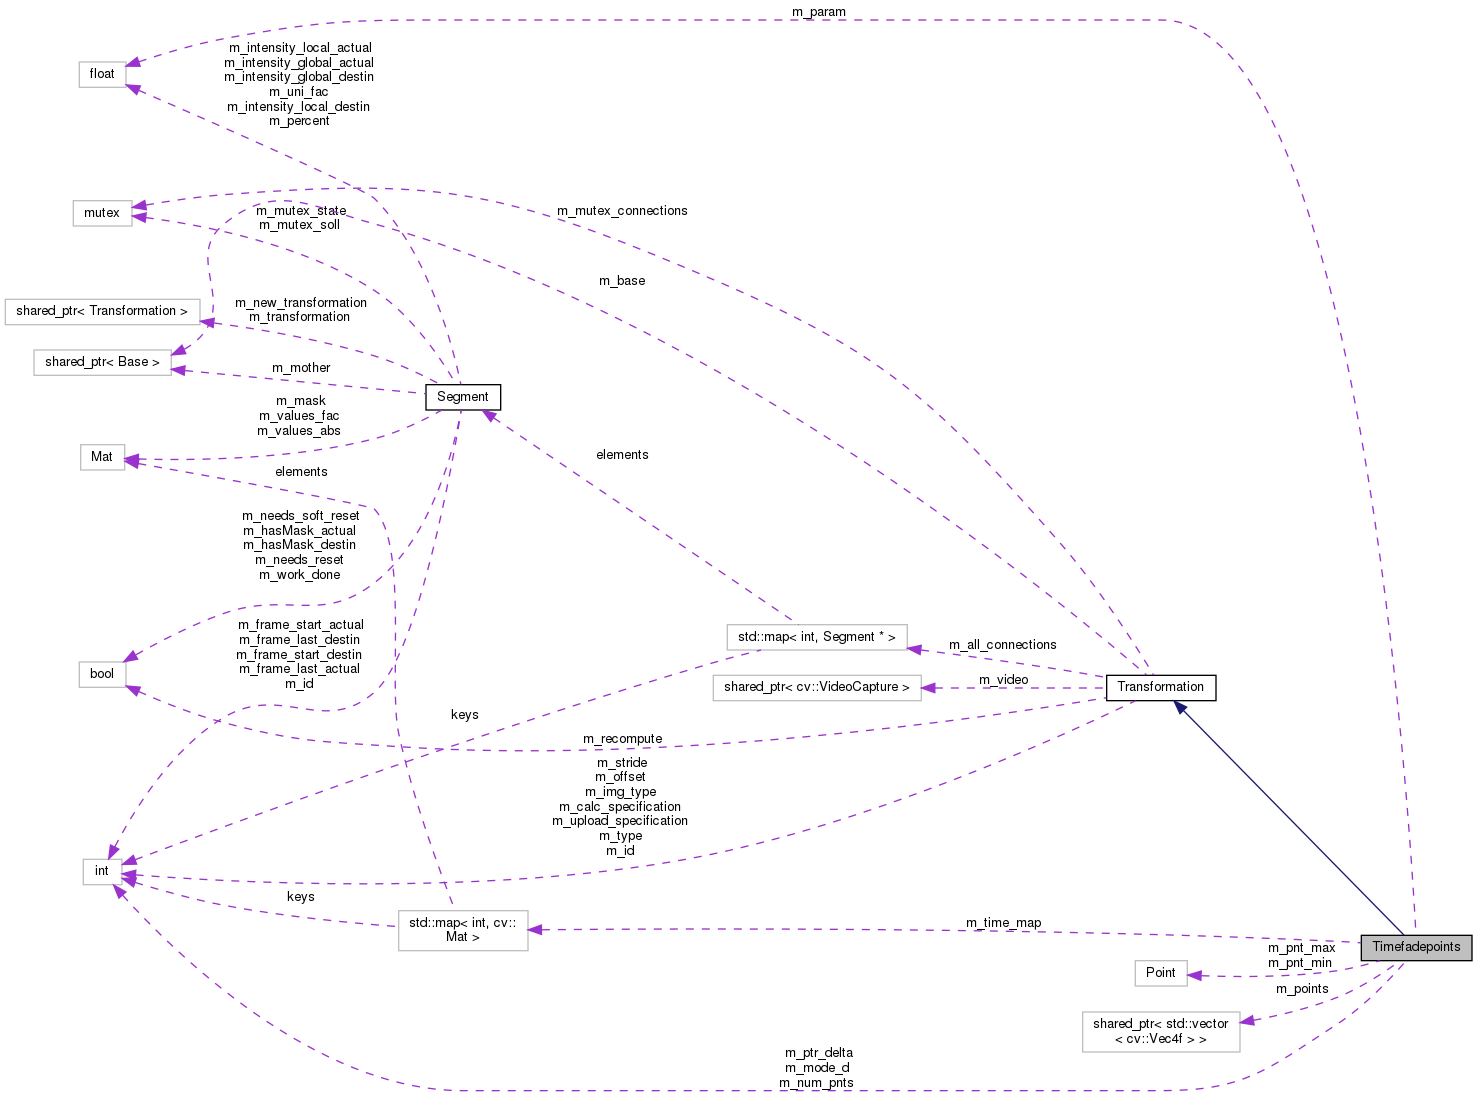 m_param
float
m_intensity_local_actual
m_intensity_global_actual
m_intensity_global_destin
m_uni_fac
m_intensity_local_destin
m_percent
mutex
m_mutex_state
m_mutex_soll
m_mutex_connections
m_base
shared_ptr< Transformation >
m_new_transformation
m_transformation
shared_ptr< Base >
m_mother
Segment
m_mask
m_values_fac
m_values_abs
Mat
elements
elements
m_needs_soft_reset
m_hasMask_actual
m_hasMask_destin
m_needs_reset
m_work_done
m_frame_start_actual
m_frame_last_destin
m_frame_start_destin
m_frame_last_actual
m_id
bool
std::map< int, Segment * >
m_all_connections
shared_ptr< cv::VideoCapture >
m_video
Transformation
keys
m_recompute
m_stride
m_offset
m_img_type
m_calc_specification
m_upload_specification
m_type
m_id
int
keys
std::map< int, cv::
Mat >
m_time_map
Timefadepoints
m_pnt_max
m_pnt_min
Point
m_points
shared_ptr< std::vector
< cv::Vec4f > >
m_ptr_delta
m_mode_d
m_num_pnts